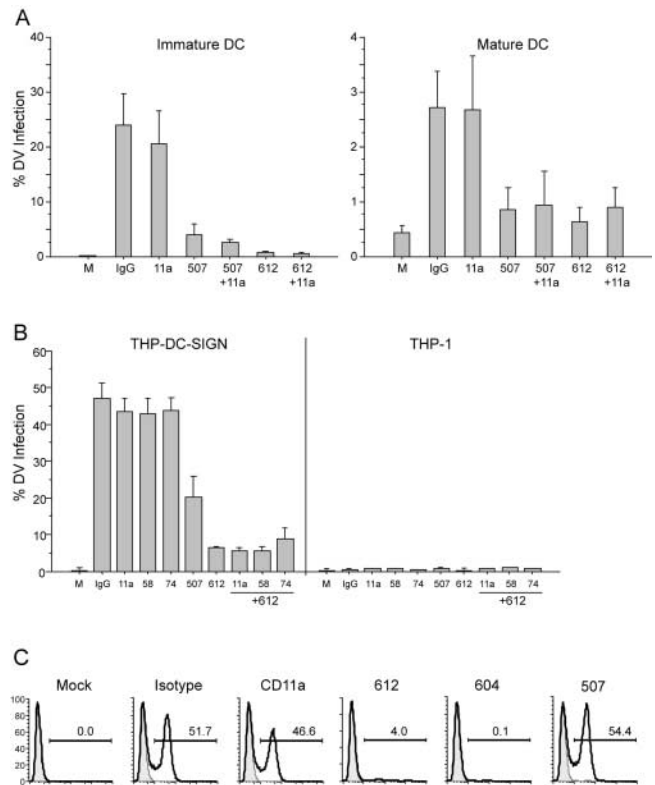 A
Immature DC
Mature DC
% DV Infection
40
30
20
10
0
M IgG 11a 507 507 612 612
+11a +11a
% DV Infection
4
3
2
1
0
M IgG 11a 507 507 612 612
+11a +11a
B
THP-DC-SIGN
THP-1
% DV Infection
60
50
40
30
20
10
0
M IgG 11a 58 74 507 612 11a 58 74
+612
M IgG 11a 58 74 507 612 11a 58 74
+612
C
Mock Isotype CD11a 612 604 507
100
80
60
40
20
0
0.0 51.7 46.6 4.0 0.1 54.4